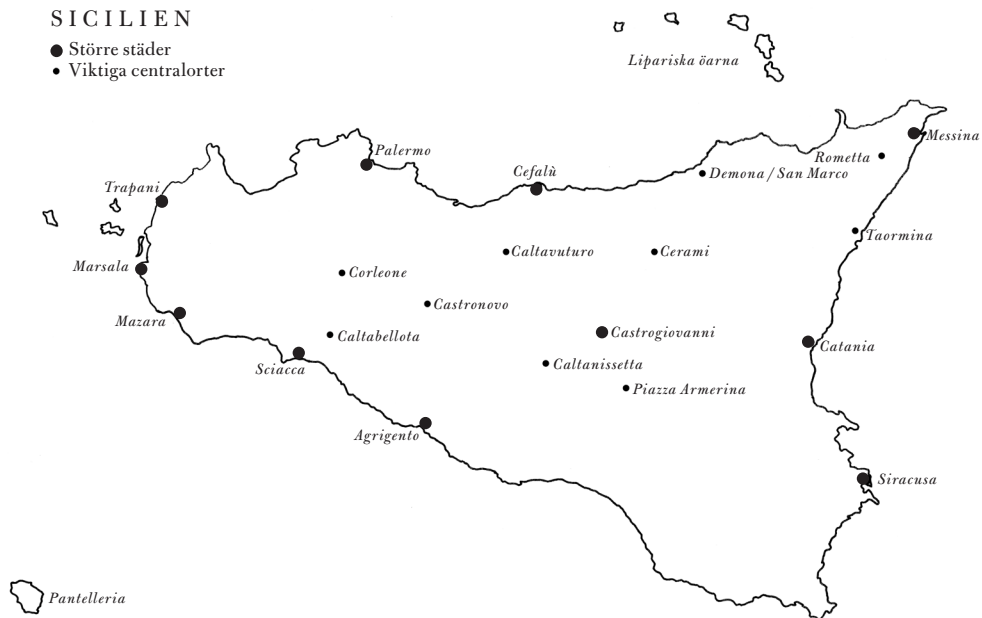 SICILIEN
Större städer
Viktiga centralorter
Lipariska öarna
Messina
Palermo
Rometta
Cefalù
Demona / San Marco
Trapani
Taormina
Caltavuturo
Cerami
Marsala
Corleone
Castronovo
Mazara
Caltabellota
Castrogiovanni
Catania
Sciacca
Caltanissetta
Piazza Armerina
Agrigento
Siracusa
Pantelleria